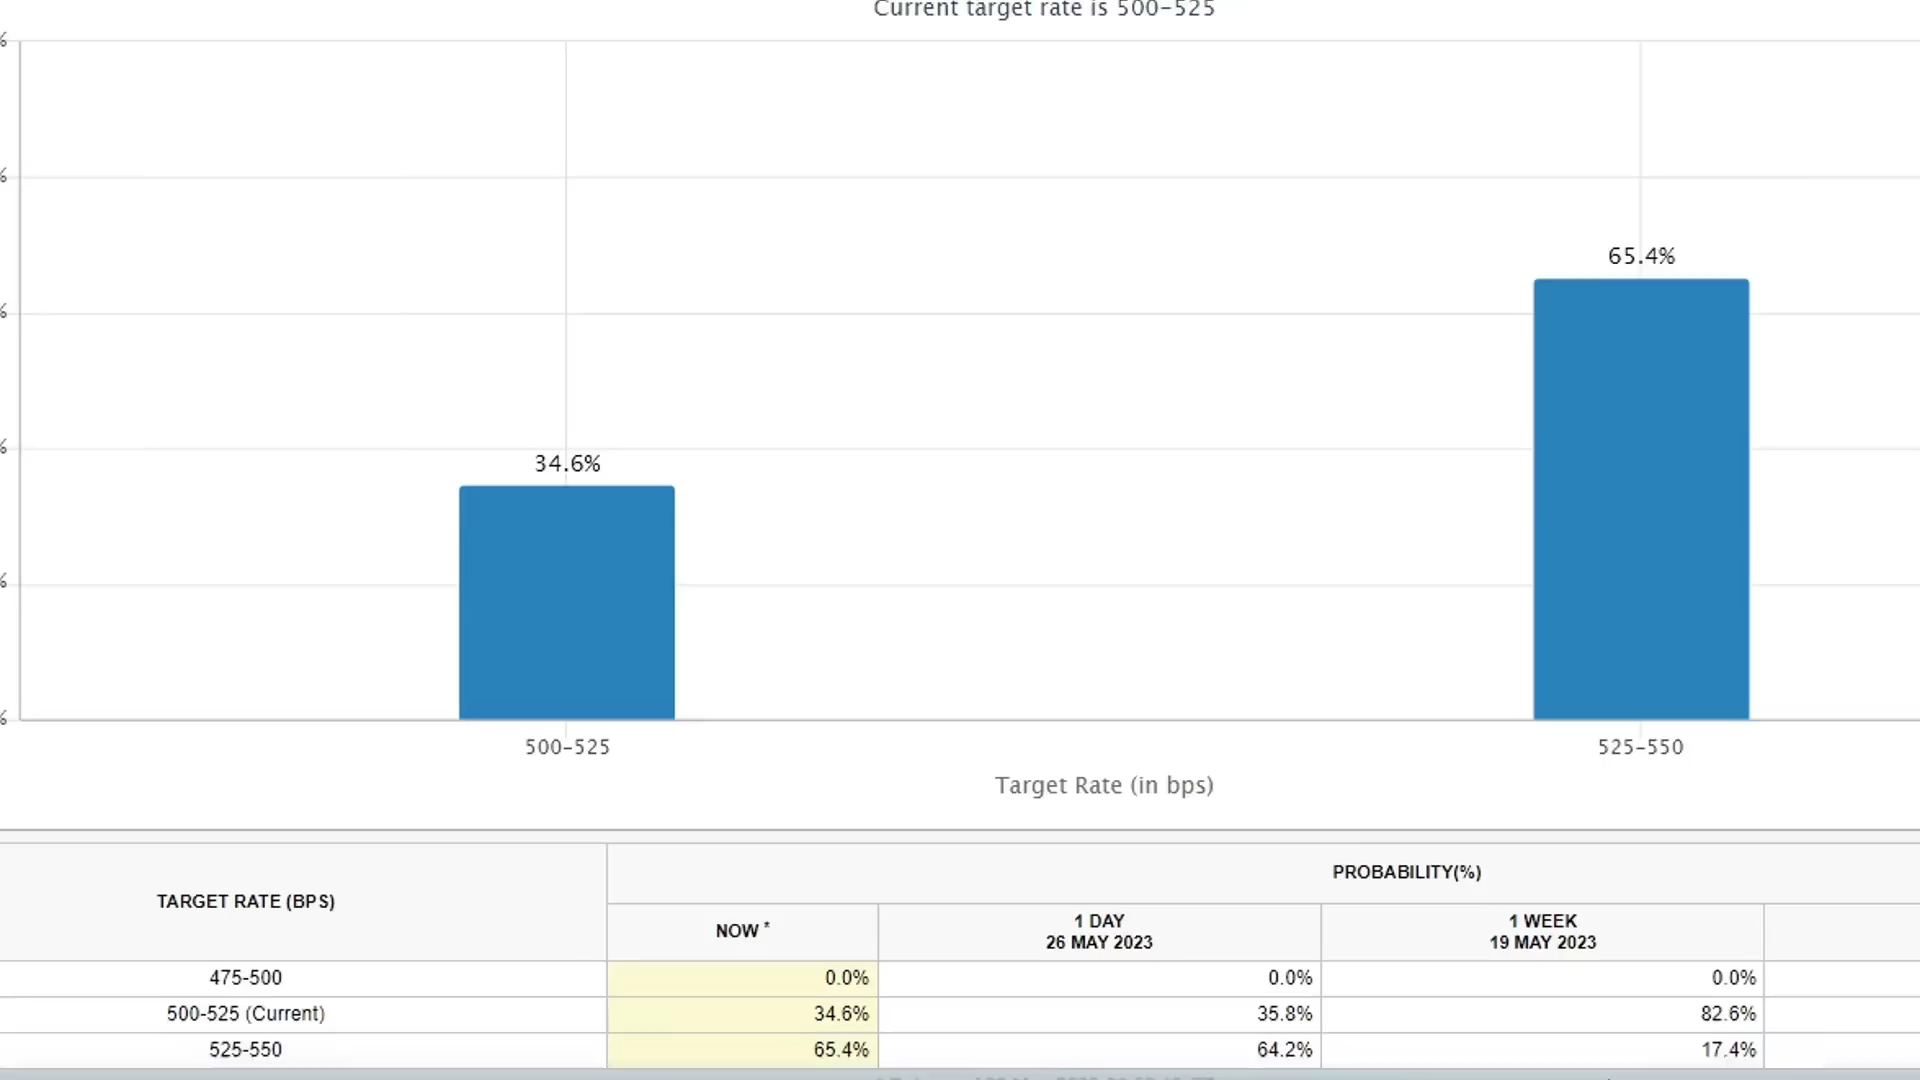 Current target rate is 500–525
%
%
65.4%
%
%
34.6%
%
%
500–525
525–550
Target Rate (in bps)
TARGET RATE (BPS)
PROBABILITY(%)
NOW *
1 DAY
26 MAY 2023
1 WEEK
19 MAY 2023
475-500 0.0% 0.0% 0.0%
500-525 (Current) 34.6% 35.8% 82.6%
525-550 65.4% 64.2% 17.4%